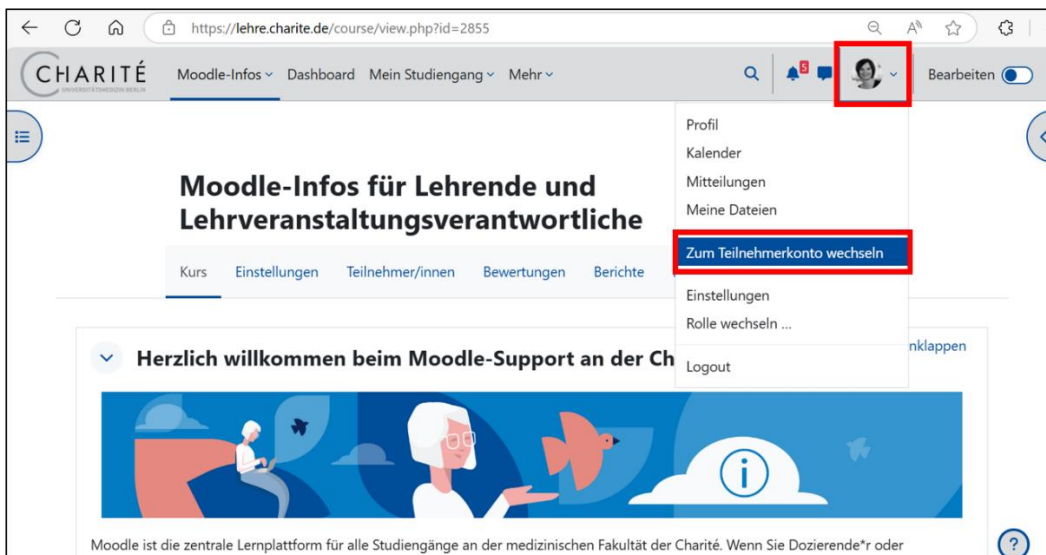 https://lehre.charite.de/course/view.php?id=2855
CHARITÉ
UNIVERSITÄTSMEDIZIN BERLIN
Moodle-Infos Dashboard Mein Studiengang Mehr
5
Bearbeiten
Profil
Kalender
Mitteilungen
Meine Dateien
Zum Teilnehmerkonto wechseln
Einstellungen
Rolle wechseln ...
Logout
Moodle-Infos für Lehrende und
Lehrveranstaltungsverantwortliche
Kurs Einstellungen Teilnehmer/innen Bewertungen Berichte
Herzlich willkommen beim Moodle-Support an der Ch
nklappen
i
Moodle ist die zentrale Lernplattform für alle Studiengänge an der medizinischen Fakultät der Charité. Wenn Sie Dozierende*r oder
?